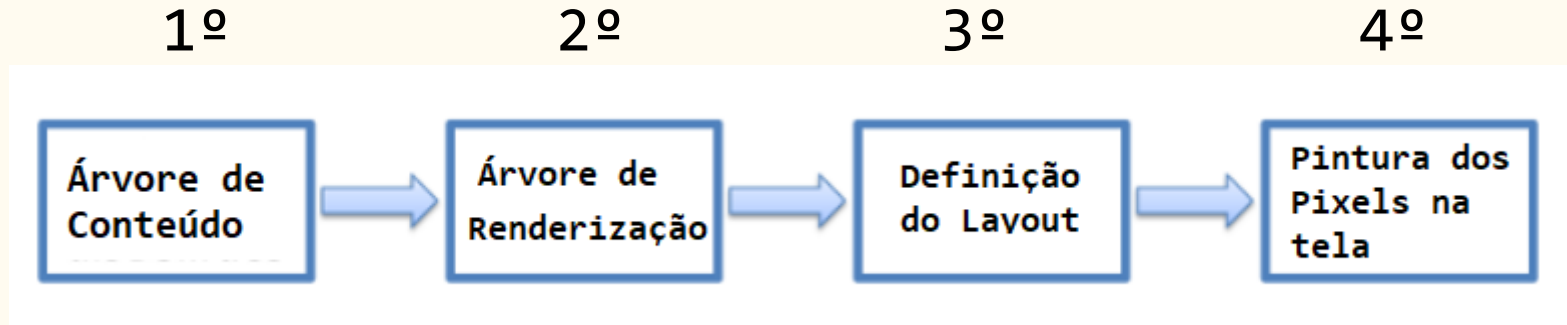 1º 2º 3º 4º
Árvore de
Conteúdo
Árvore de
Renderização
Definição
do Layout
Pintura dos
Pixels na
tela